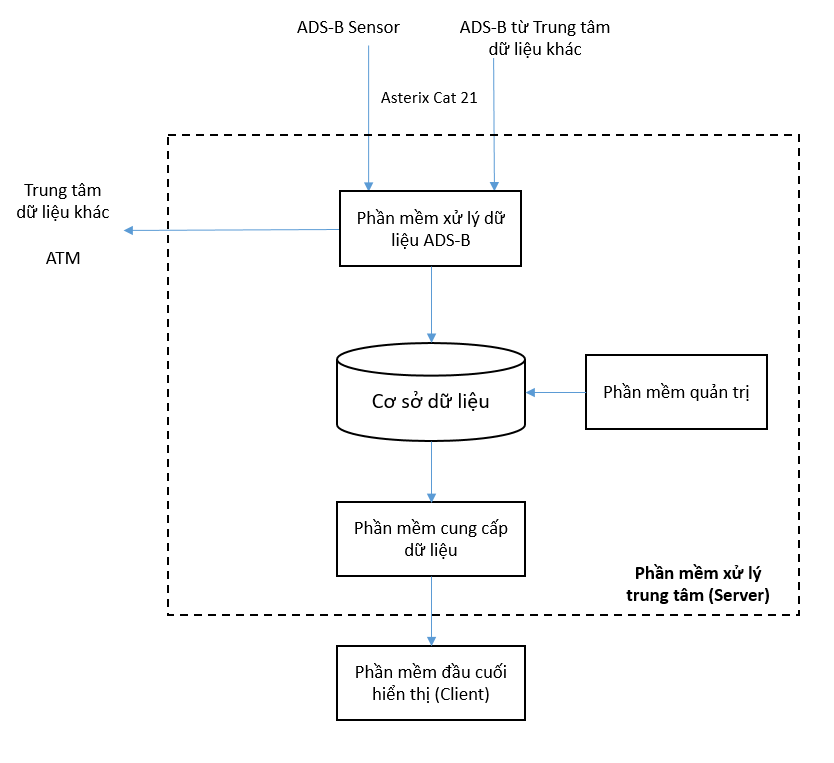 ADS-B Sensor
ADS-B từ Trung tâm
dữ liệu khác
Asterix Cat 21
Trung tâm
dữ liệu khác
ATM
Phần mềm xử lý dữ
liệu ADS-B
Cơ sở dữ liệu
Phần mềm quản trị
Phần mềm cung cấp
dữ liệu
Phần mềm xử lý
trung tâm (Server)
Phần mềm đầu cuối
hiển thị (Client)